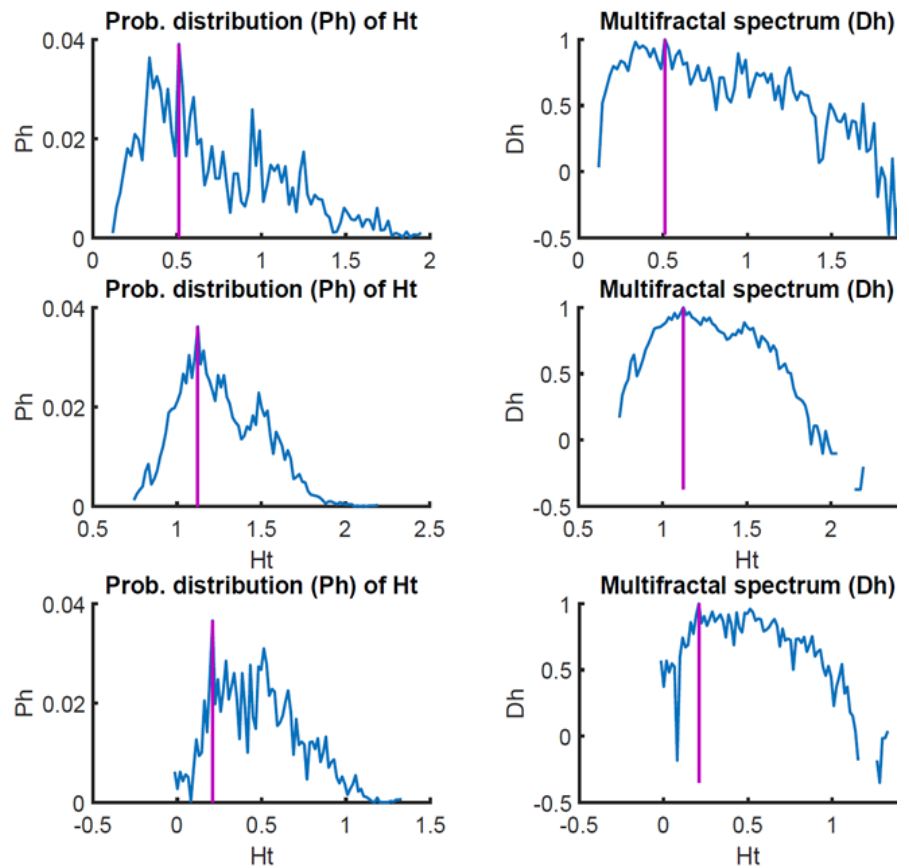 Prob. distribution (Ph) of Ht
0.04
0.02
0
Ph
0 0.5 1 1.5 2
Multifractal spectrum (Dh)
1
0.5
0
-0.5
Dh
0 0.5 1 1.5
Prob. distribution (Ph) of Ht
0.04
0.02
0
Ph
0.5 1 1.5 2 2.5
Ht
Multifractal spectrum (Dh)
1
0.5
0
-0.5
Dh
0.5 1 1.5 2
Ht
Prob. distribution (Ph) of Ht
0.04
0.02
0
Ph
-0.5 0 0.5 1 1.5
Ht
Multifractal spectrum (Dh)
1
0.5
0
-0.5
Dh
-0.5 0 0.5 1
Ht